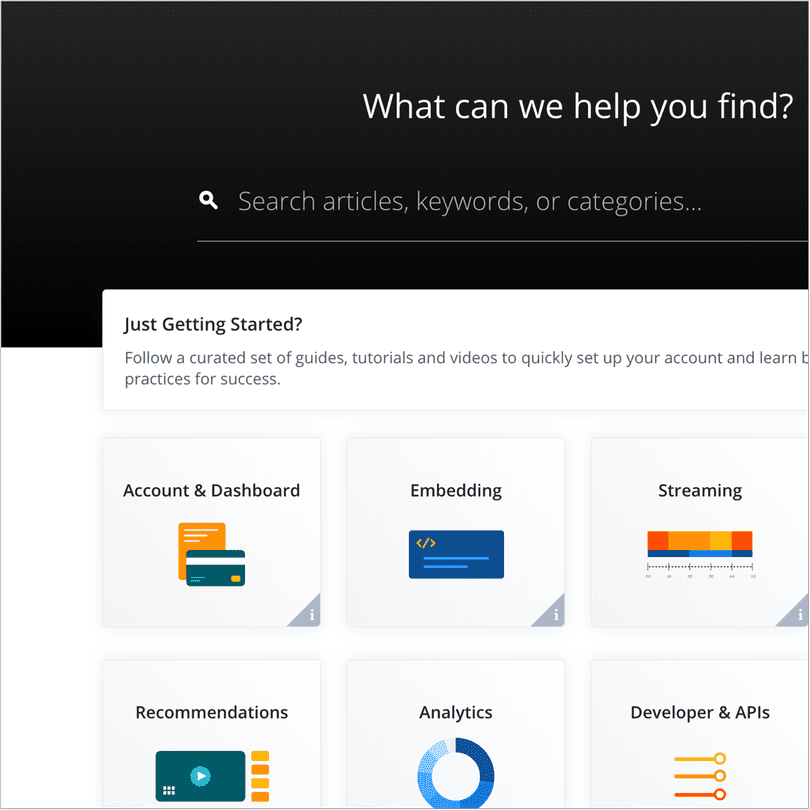 What can we help you find?
Search articles, keywords, or categories...
Just Getting Started?
Follow a curated set of guides, tutorials and videos to quickly set up your account and learn
practices for success.
Account & Dashboard
Embedding
Streaming
</>
i
i
i
Recommendations
Analytics
Developer & APIs